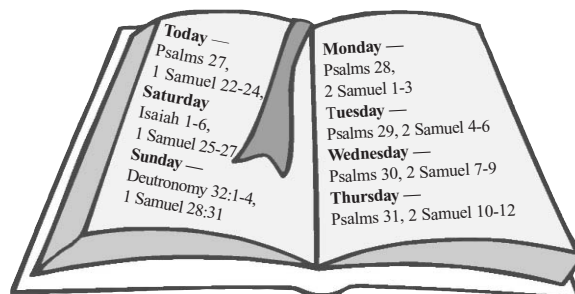 Today —
Psalms 27,
1 Samuel 22-24,
Saturday
Isaiah 1-6,
1 Samuel 25-27
Sunday —
Deutronomy 32:1-4,
1 Samuel 28:31
Monday —
Psalms 28,
2 Samuel 1-3
Tuesday —
Psalms 29, 2 Samuel 4-6
Wednesday —
Psalms 30, 2 Samuel 7-9
Thursday —
Psalms 31, 2 Samuel 10-12